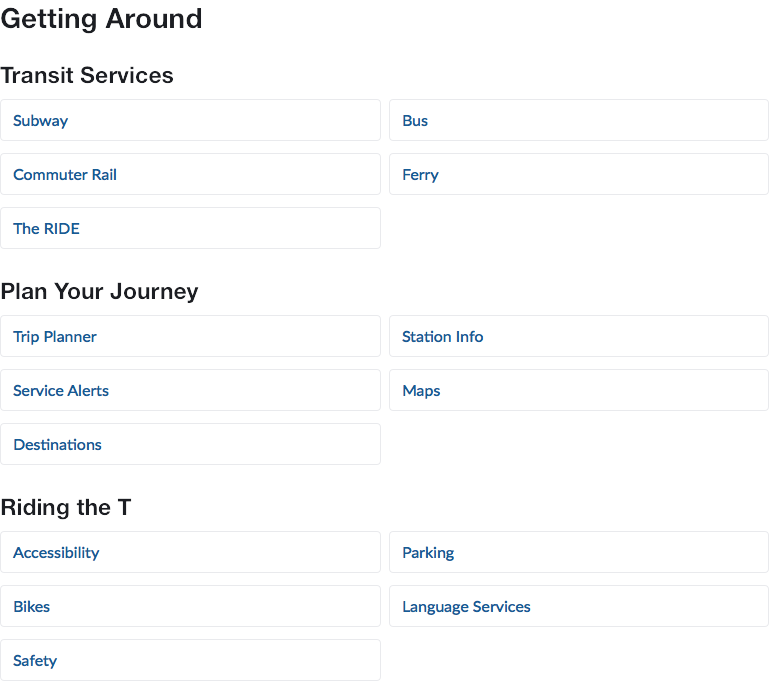 Getting Around
Transit Services
Subway
Bus
Commuter Rail
Ferry
The RIDE
Plan Your Journey
Trip Planner
Station Info
Service Alerts
Maps
Destinations
Riding the T
Accessibility
Parking
Bikes
Language Services
Safety